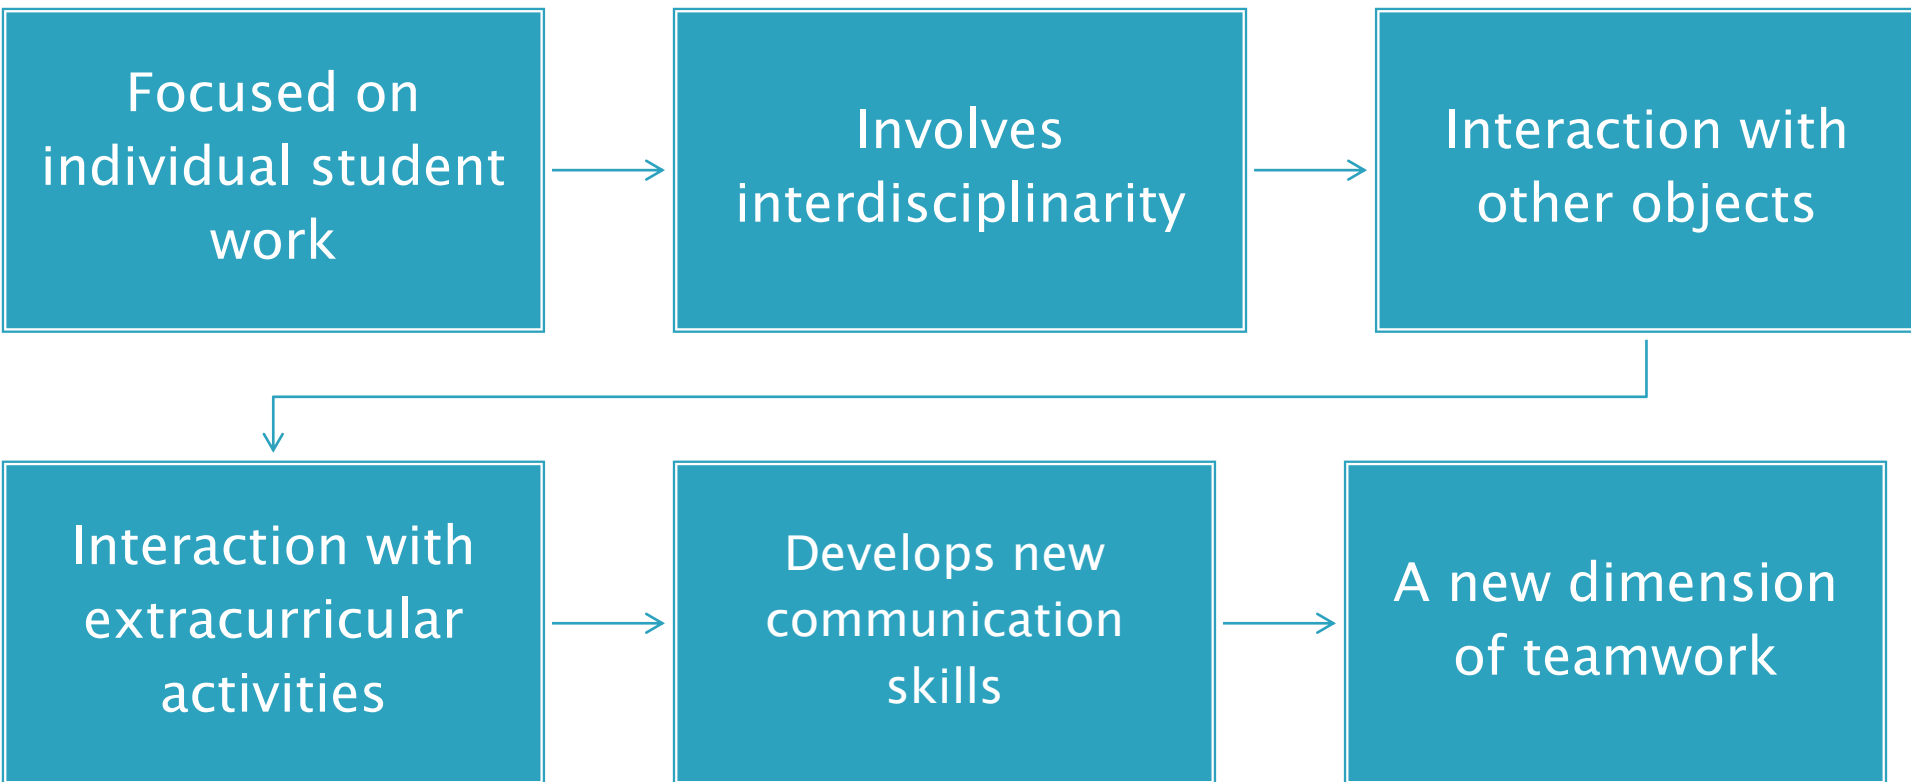 Focused on
individual student
work
Involves
interdisciplinarity
Interaction with
other objects
Interaction with
extracurricular
activities
Develops new
communication
skills
A new dimension
of teamwork